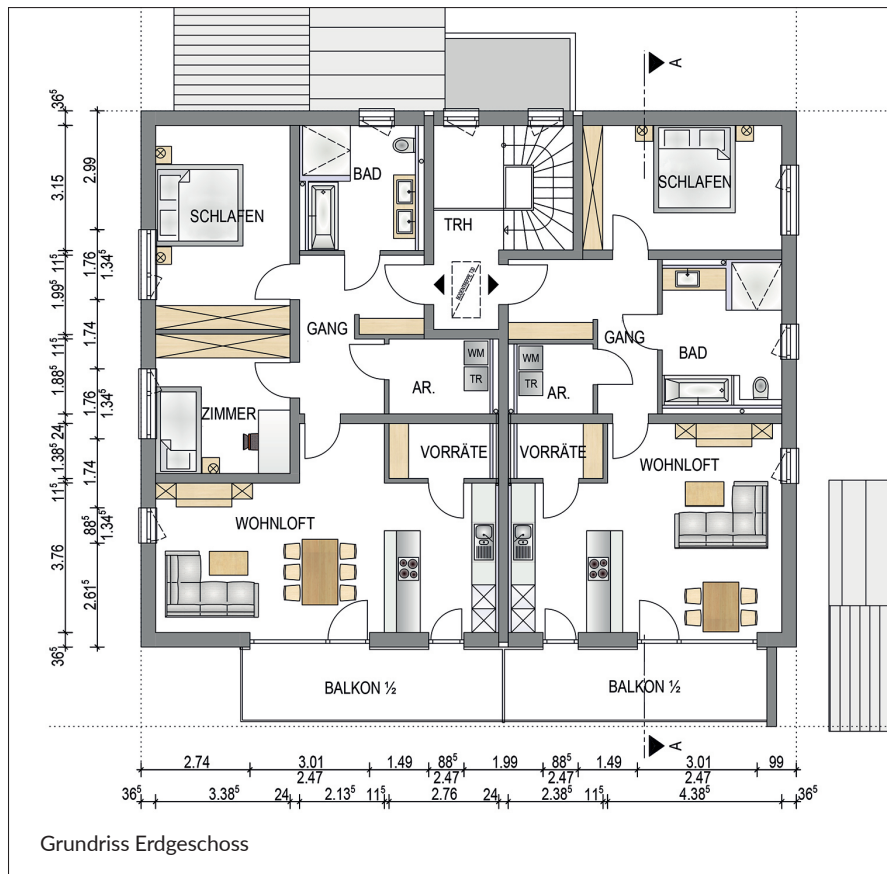 A
BAD
SCHLAFEN
SCHLAFEN
TRH
BODENTREPPE TB
GANG
GANG
BAD
WM
TR
AR.
WM
TR
AR.
ZIMMER
VORRÄTE
VORRÄTE
WOHNLOFT
WOHNLOFT
BALKON ½
BALKON ½
A
36⁵ 3.15 11⁵ 1.99⁵ 11⁵ 1.88⁵ 24 1.38⁵ 11⁵ 3.76 36⁵
2.99 1.76 1.74 1.76 1.74 88⁵ 2.61⁵
1.34⁵ 1.34⁵ 1.34⁵
2.74 3.01 1.49 88⁵ 1.99 88⁵ 1.49 3.01 99
2.47 2.47 2.47 2.47
36⁵ 3.38⁵ 24 2.13⁵ 11⁵ 2.76 24 2.38⁵ 11⁵ 4.38⁵ 36⁵
Grundriss Erdgeschoss